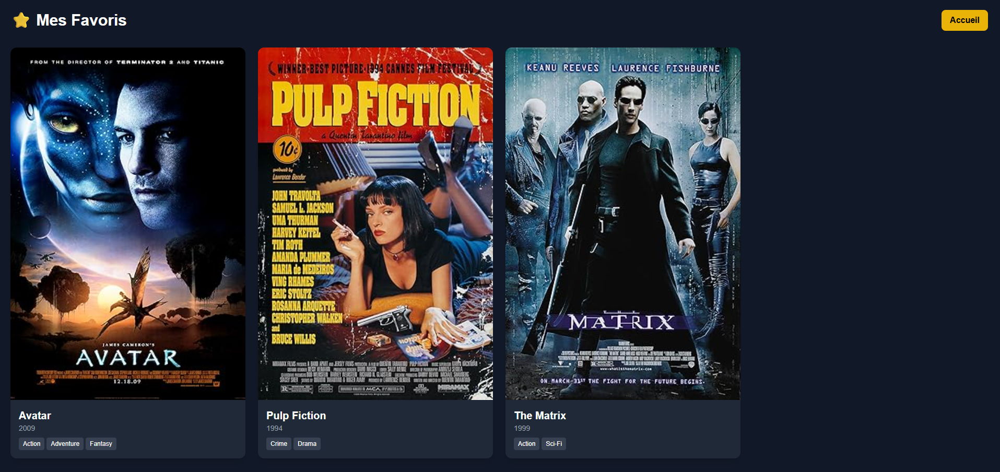 Mes Favoris
Accueil
FROM THE DIRECTOR OF TERMINATOR 2 AND TITANIC
JAMES CAMERON'S
AVATAR
12.18.09
WINNER-BEST PICTURE-1994 CANNES FILM FESTIVAL
PULP FICTION
a Quentin Tarantino film
10¢
produced by
Lawrence Bender
JOHN TRAVOLTA
SAMUEL L. JACKSON
UMA THURMAN
HARVEY KEITEL
TIM ROTH
AMANDA PLUMMER
MARIA de MEDEIROS
VING RHAMES
ERIC STOLTZ
ROSANNA ARQUETTE
CHRISTOPHER WALKEN
and
BRUCE WILLIS
MIRAMAX
KEANU REEVES LAURENCE FISHBURNE
THE
MATRIX
www.whatisthematrix.com
ON MARCH 31ST THE FIGHT FOR THE FUTURE BEGINS.
Avatar
2009
Action Adventure Fantasy
Pulp Fiction
1994
Crime Drama
The Matrix
1999
Action Sci-Fi